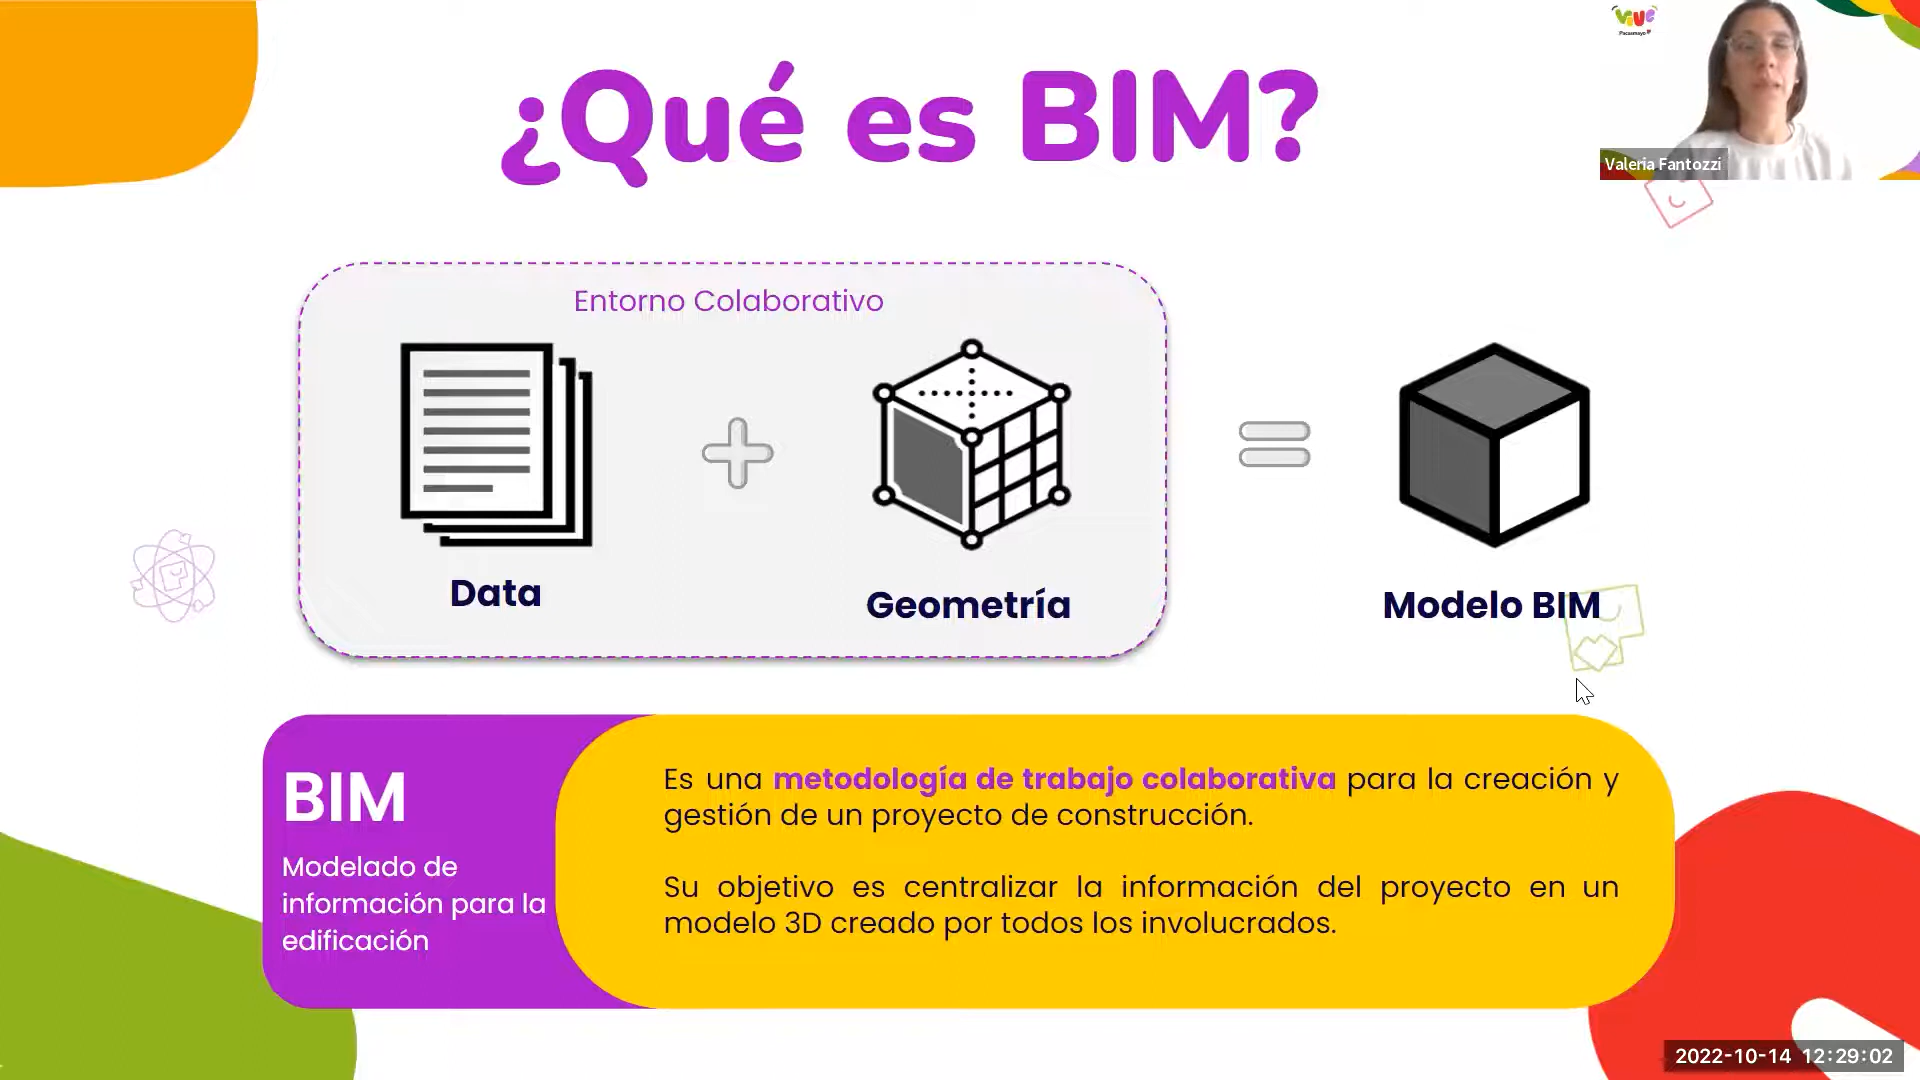 ¿Qué es BIM?
ViVe
Pacasmayo
Valeria Fantozzi
Entorno Colaborativo
Data
Geometría
Modelo BIM
BIM
Modelado de
información para la
edificación
Es una metodología de trabajo colaborativa para la creación y
gestión de un proyecto de construcción.
Su objetivo es centralizar la información del proyecto en un
modelo 3D creado por todos los involucrados.
2022-10-14 12:29:02